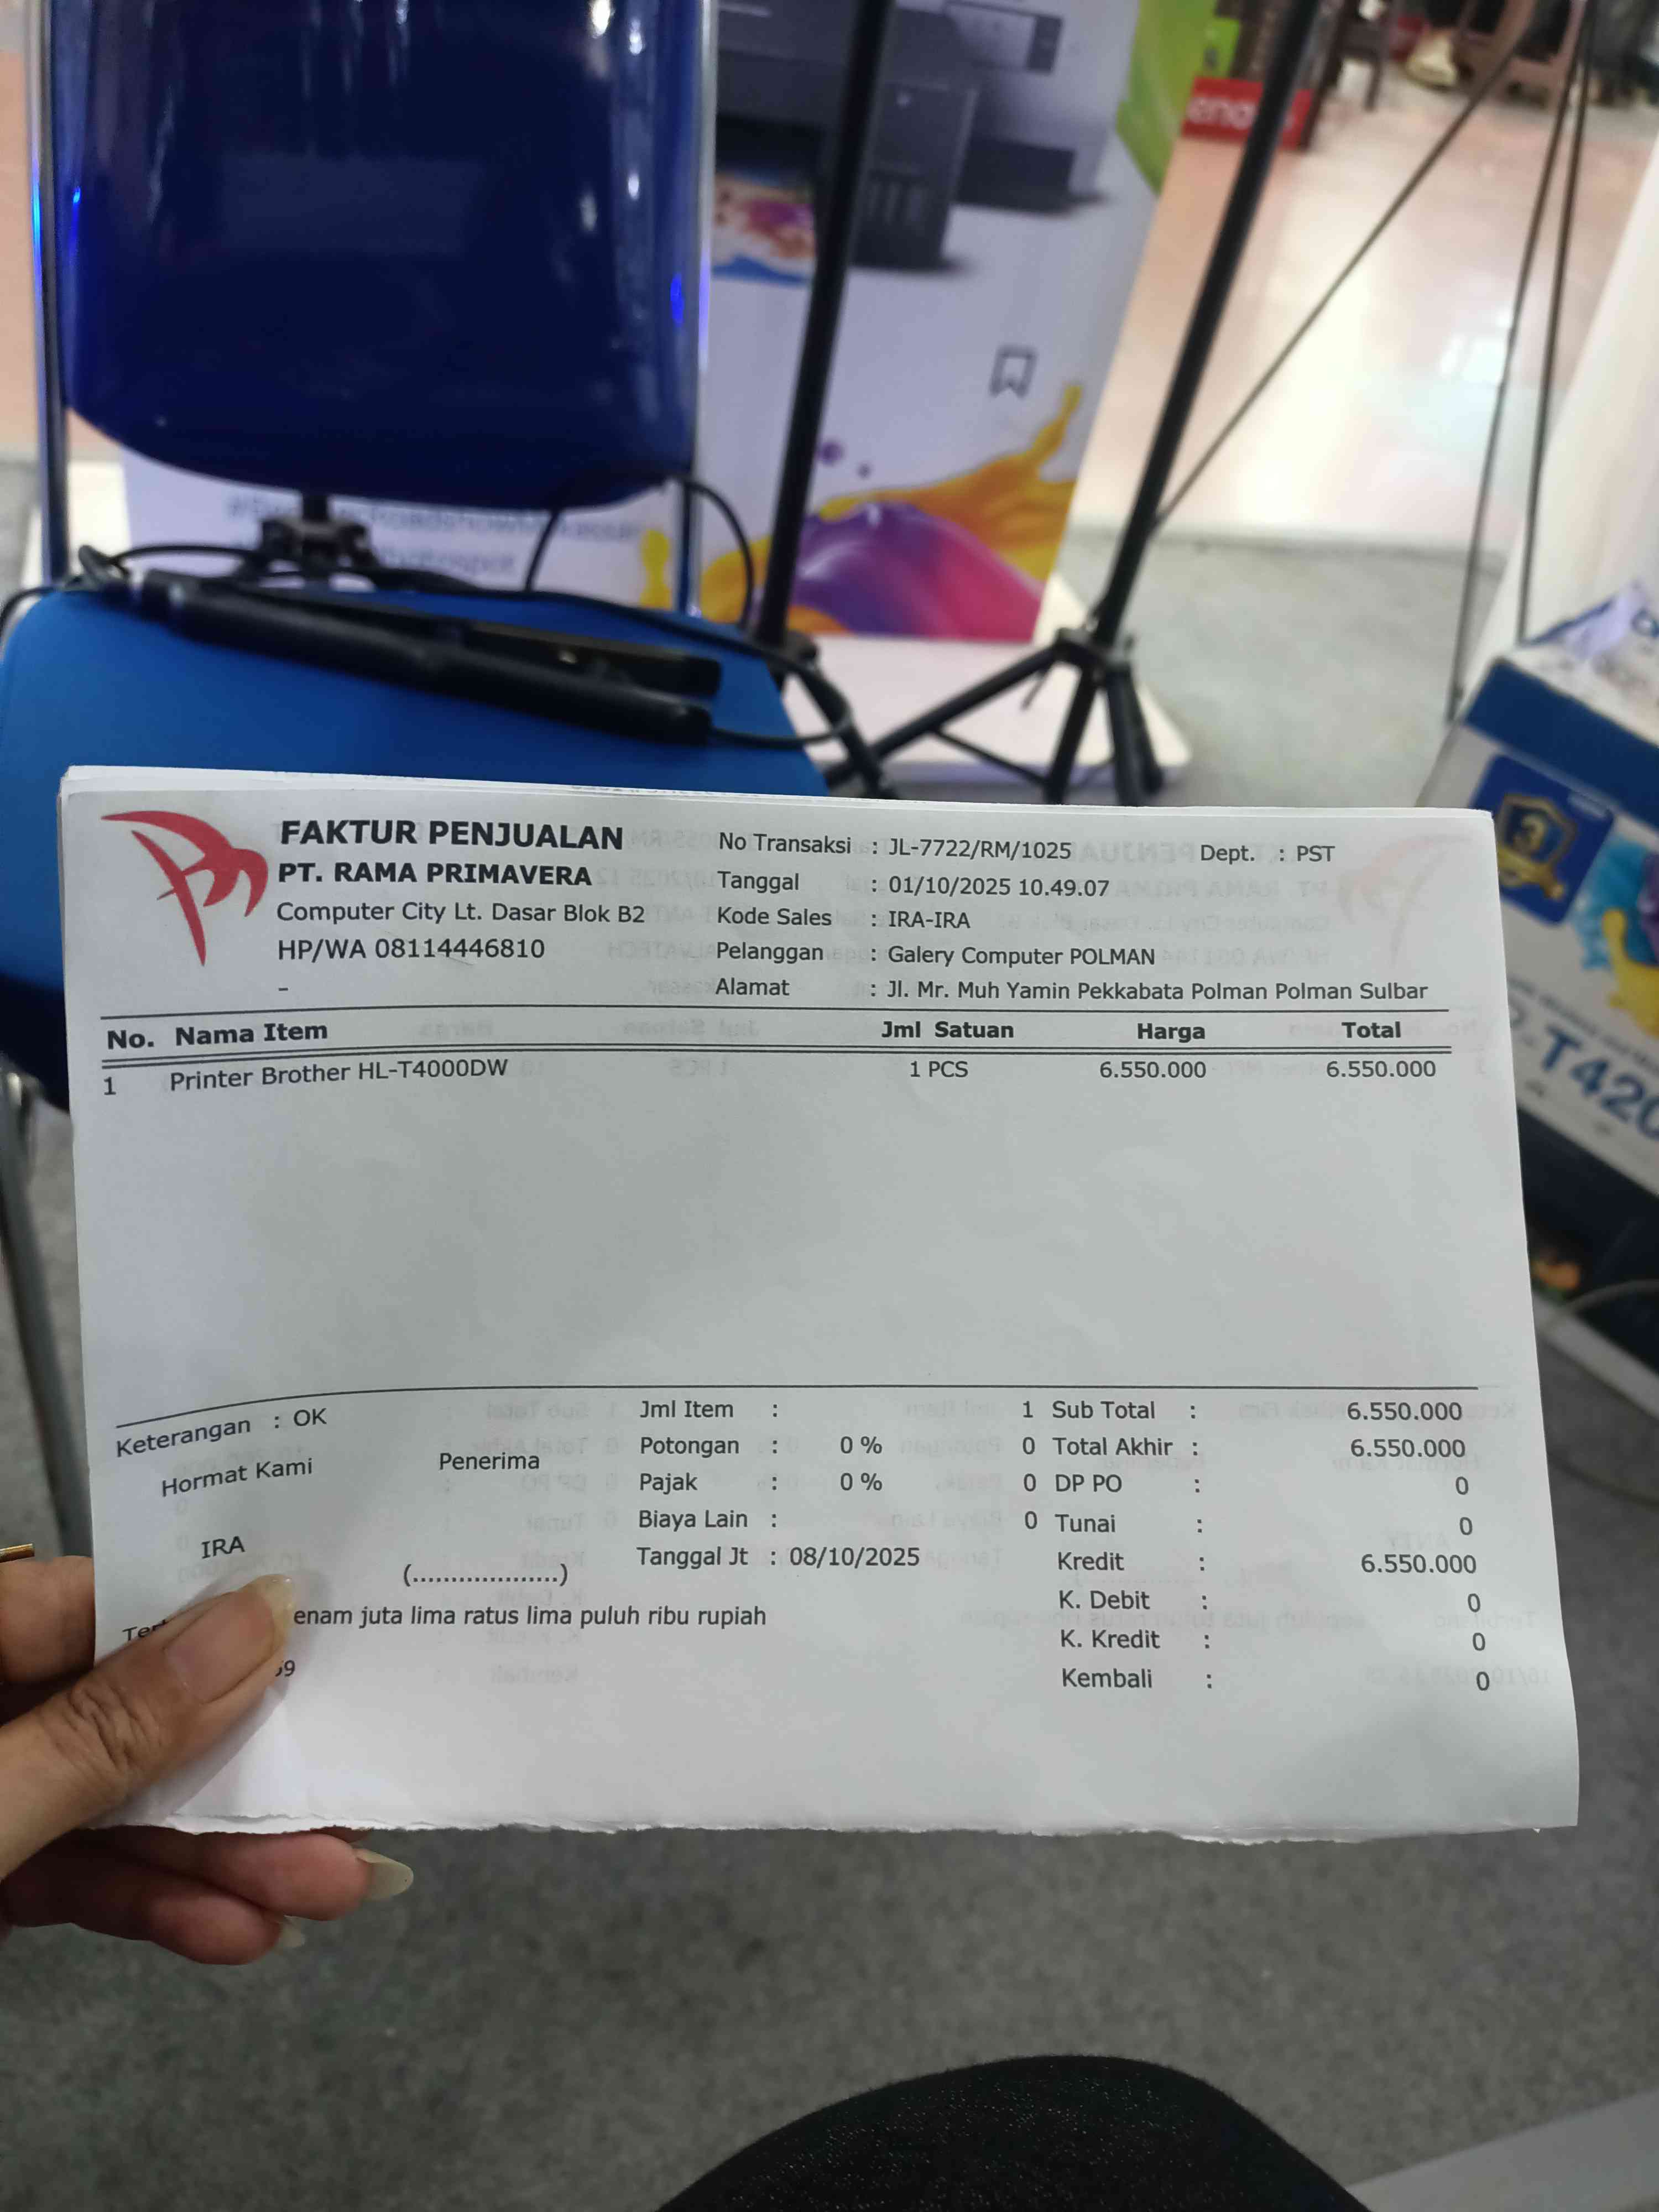 FAKTUR PENJUALAN
PT. RAMA PRIMAVERA
Computer City Lt. Dasar Blok B2
HP/WA 08114446810
-
No Transaksi : JL-7722/RM/1025 Dept. : PST
Tanggal : 01/10/2025 10.49.07
Kode Sales : IRA-IRA
Pelanggan : Galery Computer POLMAN
Alamat : Jl. Mr. Muh Yamin Pekkabata Polman Polman Sulbar
No. Nama Item Jml Satuan Harga Total
1 Printer Brother HL-T4000DW 1 PCS 6.550.000 6.550.000
Keterangan : OK
Hormat Kami Penerima
IRA (...................)
enam juta lima ratus lima puluh ribu rupiah
Jml Item : 1
Potongan : 0 % 0
Pajak : 0 % 0
Biaya Lain : 0
Tanggal Jt : 08/10/2025
Sub Total : 6.550.000
Total Akhir : 6.550.000
DP PO : 0
Tunai : 0
Kredit : 6.550.000
K. Debit : 0
K. Kredit : 0
Kembali : 0
3
T420